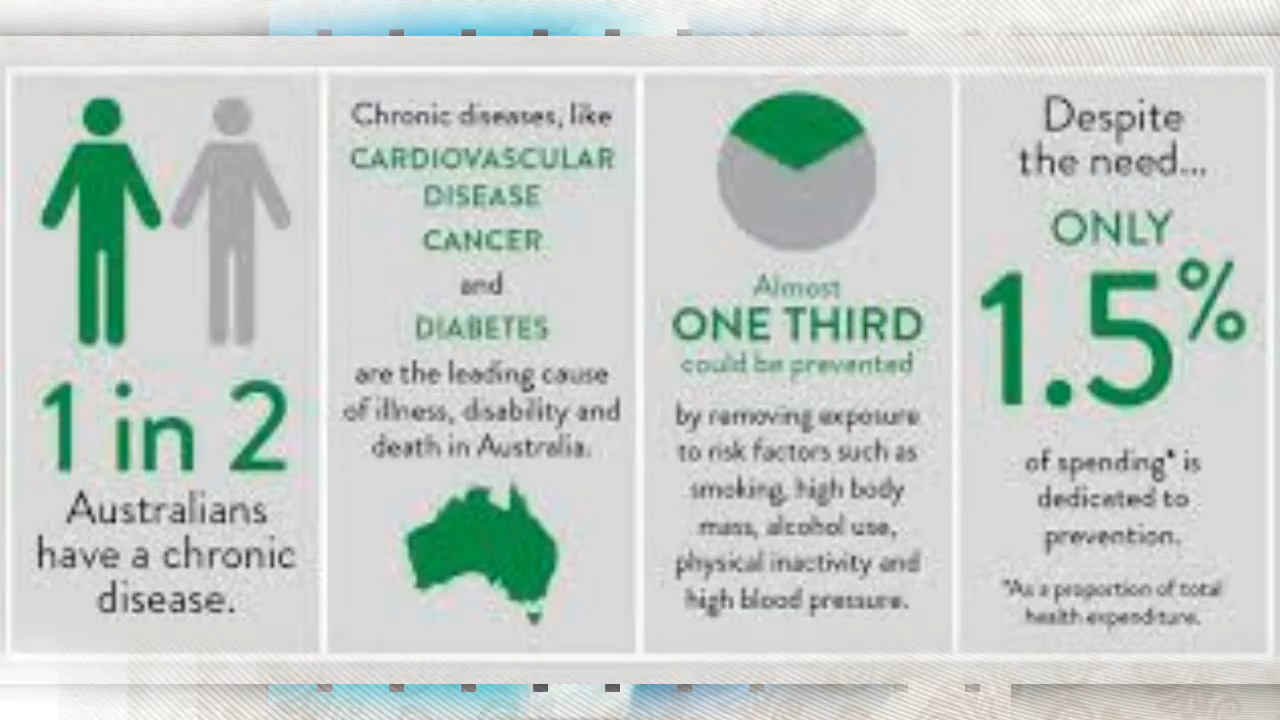 1 in 2
Australians
have a chronic
disease.
Chronic diseases, like
CARDIOVASCULAR
DISEASE
CANCER
and
DIABETES
are the leading cause
of illness, disability and
death in Australia.
Almost
ONE THIRD
could be prevented
by removing exposure
to risk factors such as
smoking, high body
mass, alcohol use,
physical inactivity and
high blood pressure.
Despite
the need...
ONLY
1.5%
of spending* is
dedicated to
prevention.
*As a proportion of total
health expenditure.